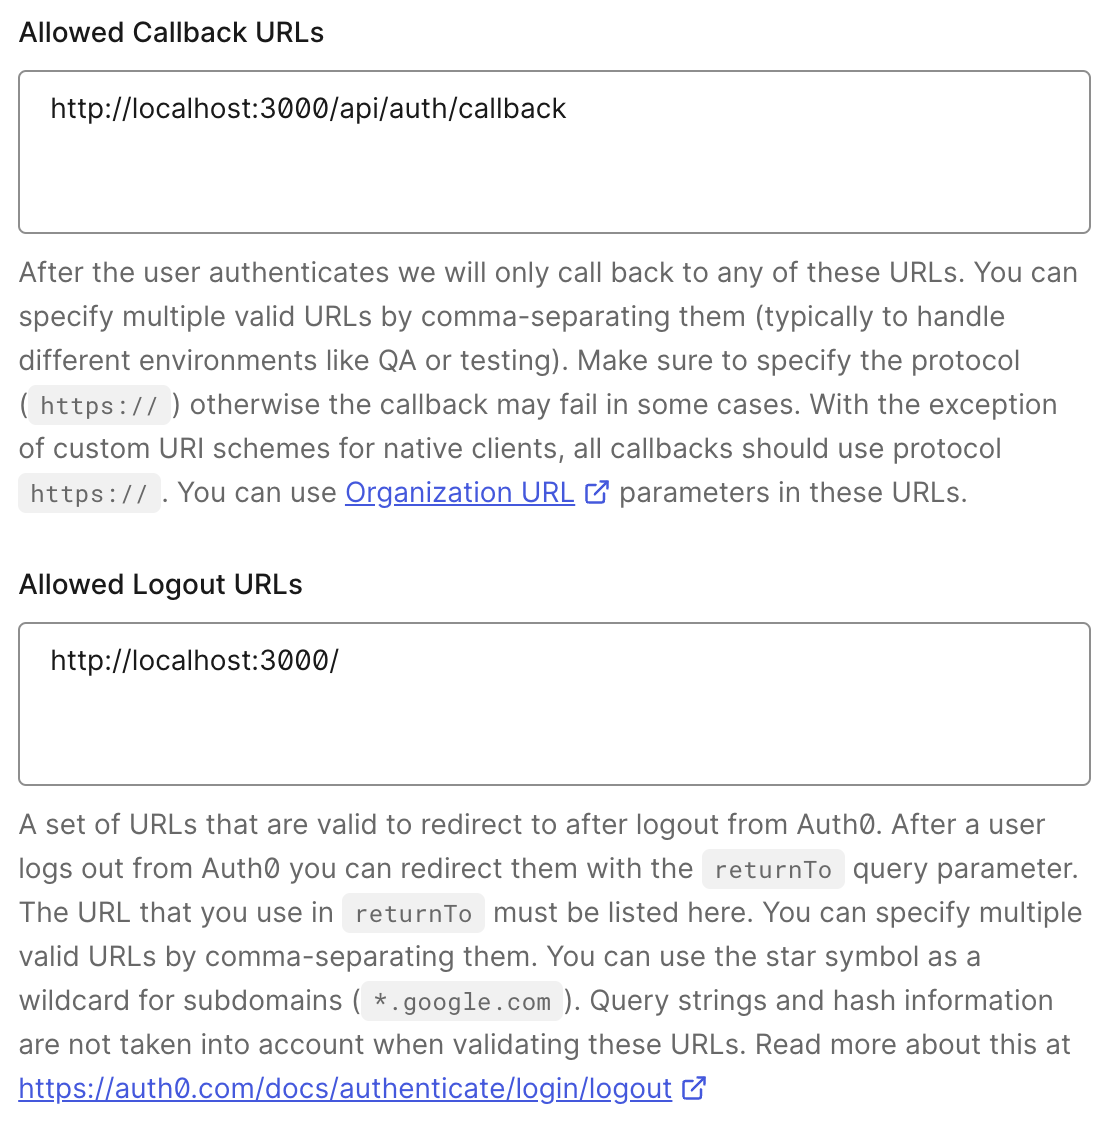 Allowed Callback URLs
http://localhost:3000/api/auth/callback
After the user authenticates we will only call back to any of these URLs. You can
specify multiple valid URLs by comma-separating them (typically to handle
different environments like QA or testing). Make sure to specify the protocol
( https:// ) otherwise the callback may fail in some cases. With the exception
of custom URI schemes for native clients, all callbacks should use protocol
https:// . You can use Organization URL parameters in these URLs.
Allowed Logout URLs
http://localhost:3000/
A set of URLs that are valid to redirect to after logout from Auth0. After a user
logs out from Auth0 you can redirect them with the returnTo query parameter.
The URL that you use in returnTo must be listed here. You can specify multiple
valid URLs by comma-separating them. You can use the star symbol as a
wildcard for subdomains ( *.google.com ). Query strings and hash information
are not taken into account when validating these URLs. Read more about this at
https://auth0.com/docs/authenticate/login/logout